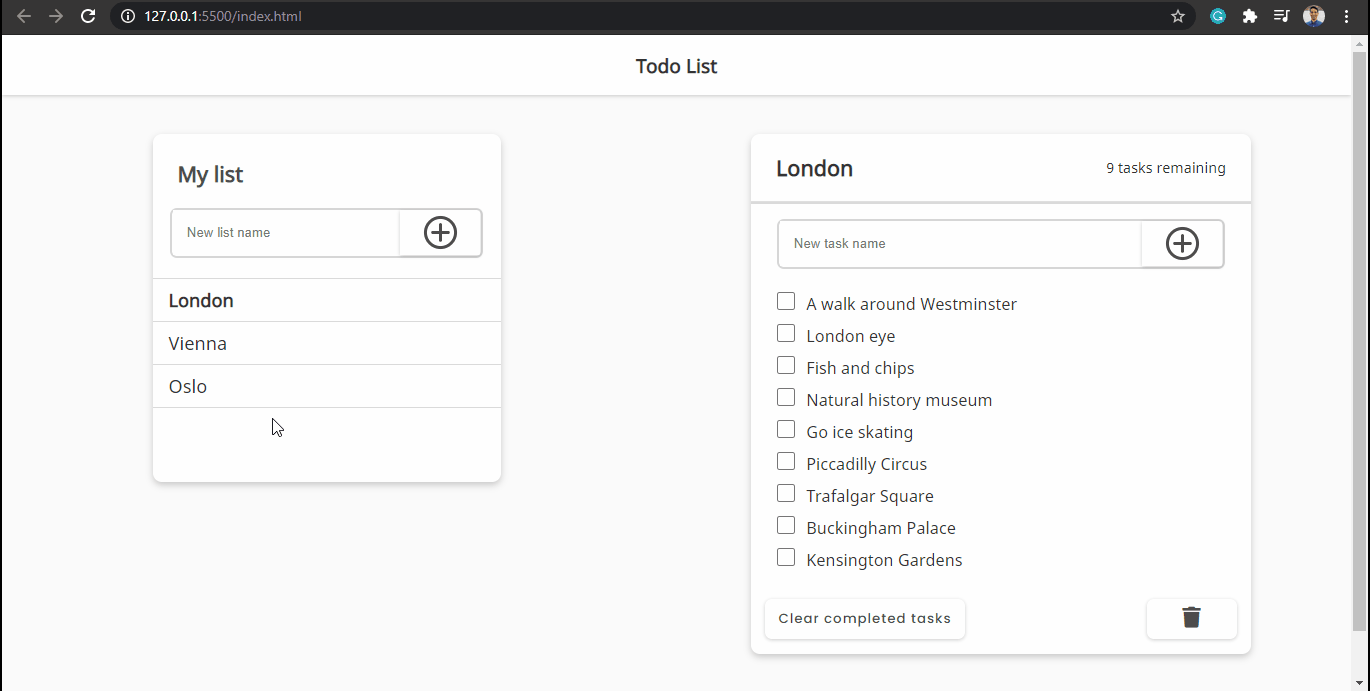 127.0.0.1:5500/index.html
Todo List
My list
New list name
London
Vienna
Oslo
London
9 tasks remaining
New task name
A walk around Westminster
London eye
Fish and chips
Natural history museum
Go ice skating
Piccadilly Circus
Trafalgar Square
Buckingham Palace
Kensington Gardens
Clear completed tasks